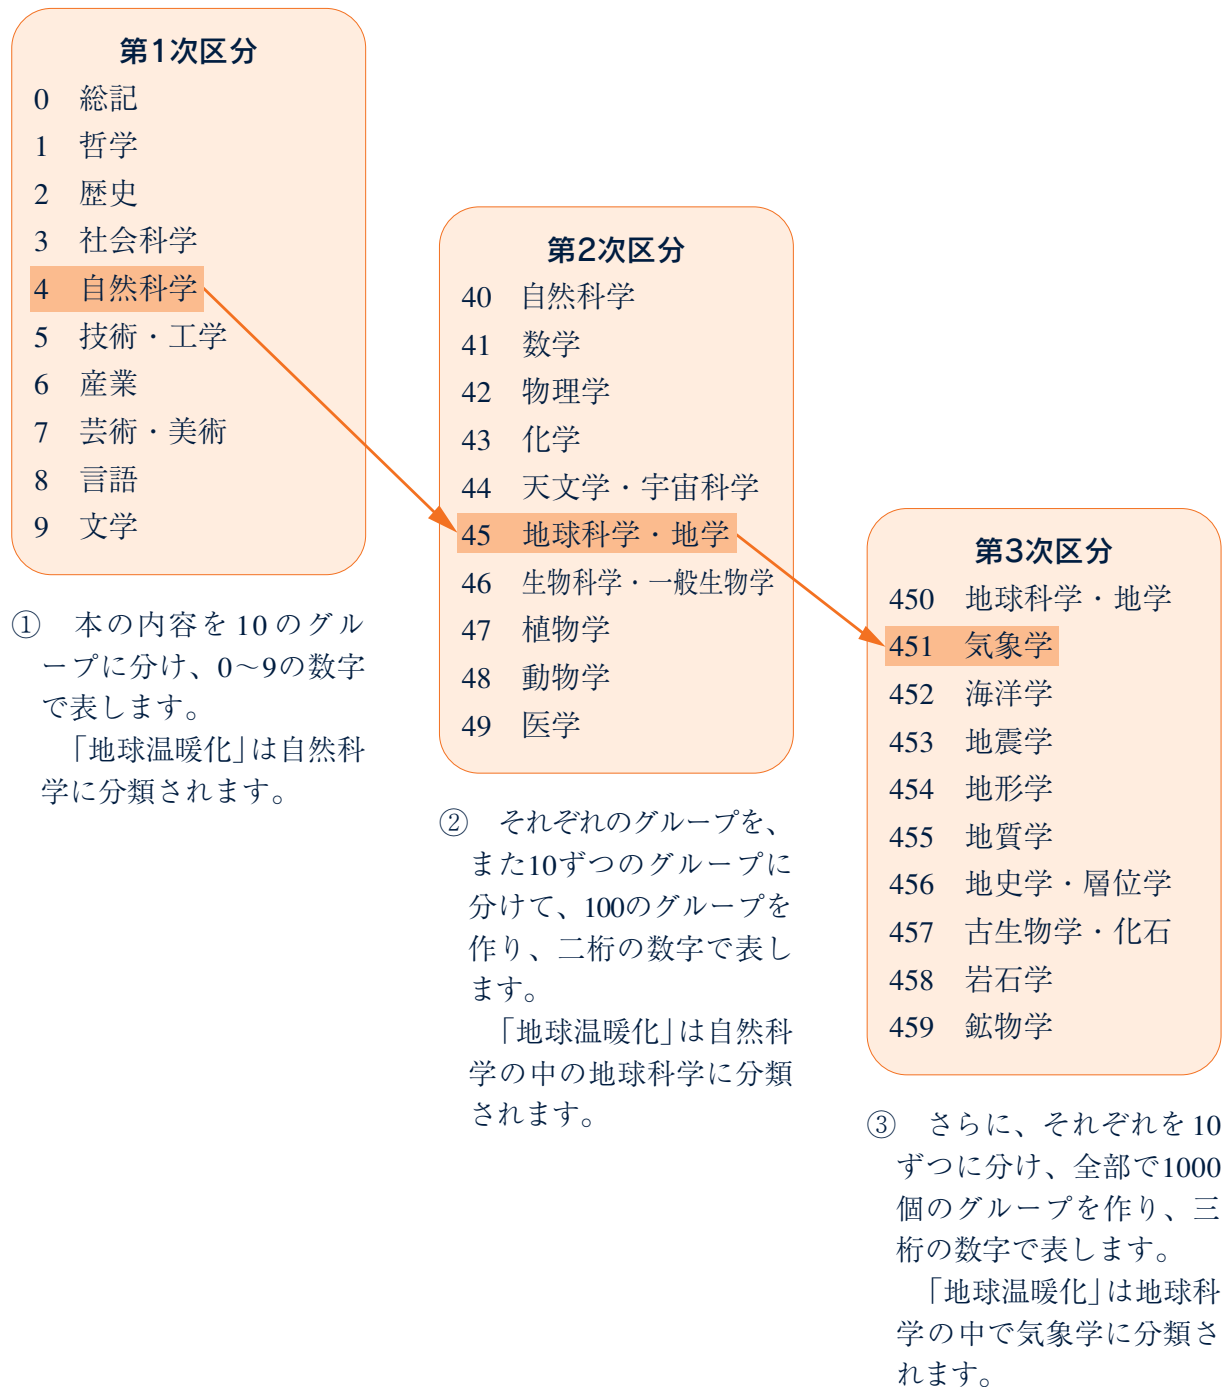 第1次区分
0 総記
1 哲学
2 歴史
3 社会科学
4 自然科学
5 技術・工学
6 産業
7 芸術・美術
8 言語
9 文学
① 本の内容を10のグル
ープに分け、0〜9の数字
で表します。
「地球温暖化」は自然科
学に分類されます。
第2次区分
40 自然科学
41 数学
42 物理学
43 化学
44 天文学・宇宙科学
45 地球科学・地学
46 生物科学・一般生物学
47 植物学
48 動物学
49 医学
② それぞれのグループを、
また10ずつのグループに
分けて、100のグループを
作り、二桁の数字で表し
ます。
「地球温暖化」は自然科
学の中の地球科学に分類
されます。
第3次区分
450 地球科学・地学
451 気象学
452 海洋学
453 地震学
454 地形学
455 地質学
456 地史学・層位学
457 古生物学・化石
458 岩石学
459 鉱物学
③ さらに、それぞれを10
ずつに分け、全部で1000
個のグループを作り、三
桁の数字で表します。
「地球温暖化」は地球科
学の中で気象学に分類さ
れます。